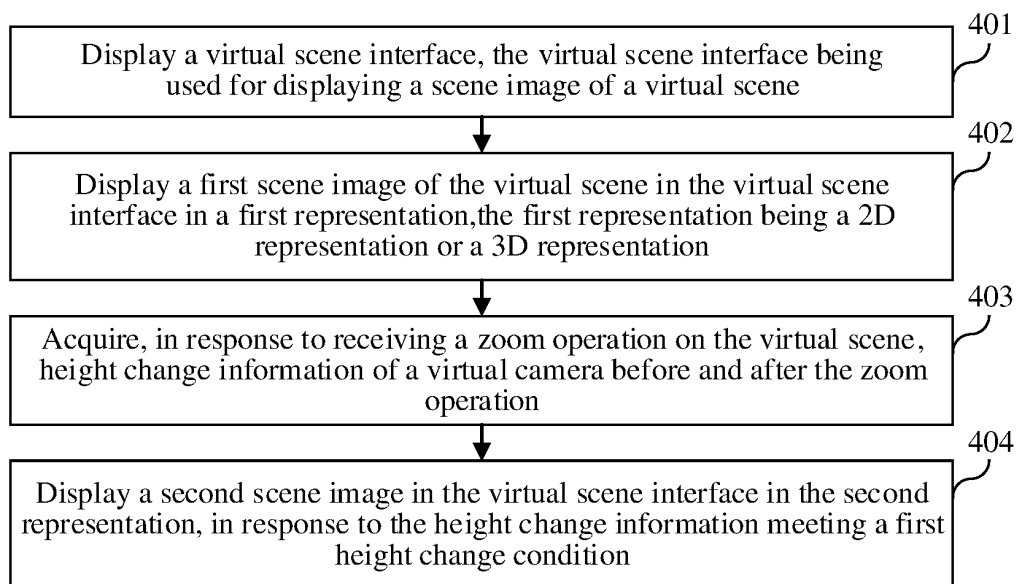 401
Display a virtual scene interface, the virtual scene interface being
used for displaying a scene image of a virtual scene
402
Display a first scene image of the virtual scene in the virtual scene
interface in a first representation,the first representation being a 2D
representation or a 3D representation
403
Acquire, in response to receiving a zoom operation on the virtual scene,
height change information of a virtual camera before and after the zoom
operation
404
Display a second scene image in the virtual scene interface in the second
representation, in response to the height change information meeting a first
height change condition